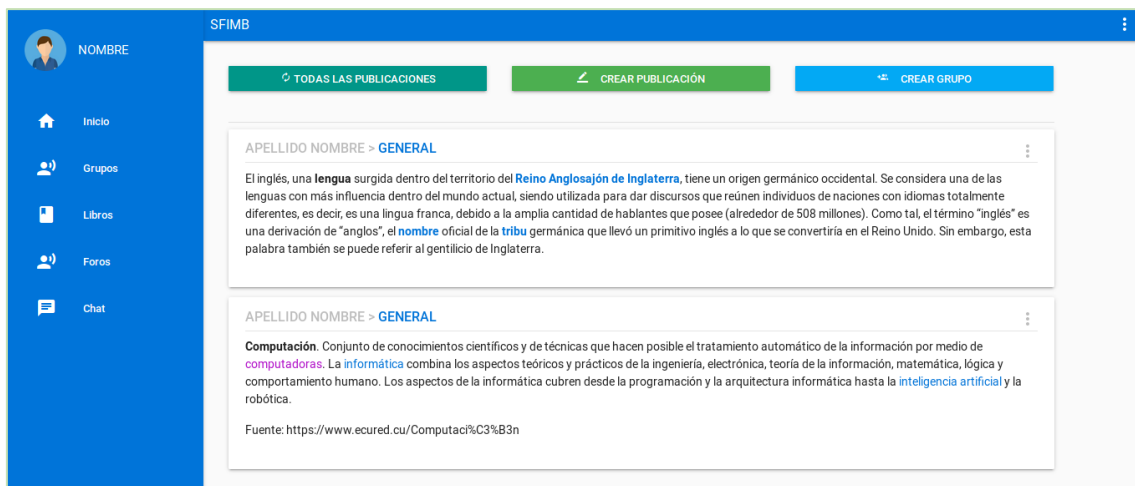 SFIMB
NOMBRE
Inicio
Grupos
Libros
Foros
Chat
TODAS LAS PUBLICACIONES
CREAR PUBLICACIÓN
CREAR GRUPO
APELLIDO NOMBRE > GENERAL
El inglés, una lengua surgida dentro del territorio del Reino Anglosajón de Inglaterra, tiene un origen germánico occidental. Se considera una de las
lenguas con más influencia dentro del mundo actual, siendo utilizada para dar discursos que reúnen individuos de naciones con idiomas totalmente
diferentes, es decir, es una lingua franca, debido a la amplia cantidad de hablantes que posee (alrededor de 508 millones). Como tal, el término “inglés” es
una derivación de “anglos”, el nombre oficial de la tribu germánica que llevó un primitivo inglés a lo que se convertiría en el Reino Unido. Sin embargo, esta
palabra también se puede referir al gentilicio de Inglaterra.
APELLIDO NOMBRE > GENERAL
Computación. Conjunto de conocimientos científicos y de técnicas que hacen posible el tratamiento automático de la información por medio de
computadoras. La informática combina los aspectos teóricos y prácticos de la ingeniería, electrónica, teoría de la información, matemática, lógica y
comportamiento humano. Los aspectos de la informática cubren desde la programación y la arquitectura informática hasta la inteligencia artificial y la
robótica.
Fuente: https://www.ecured.cu/Computaci%C3%B3n